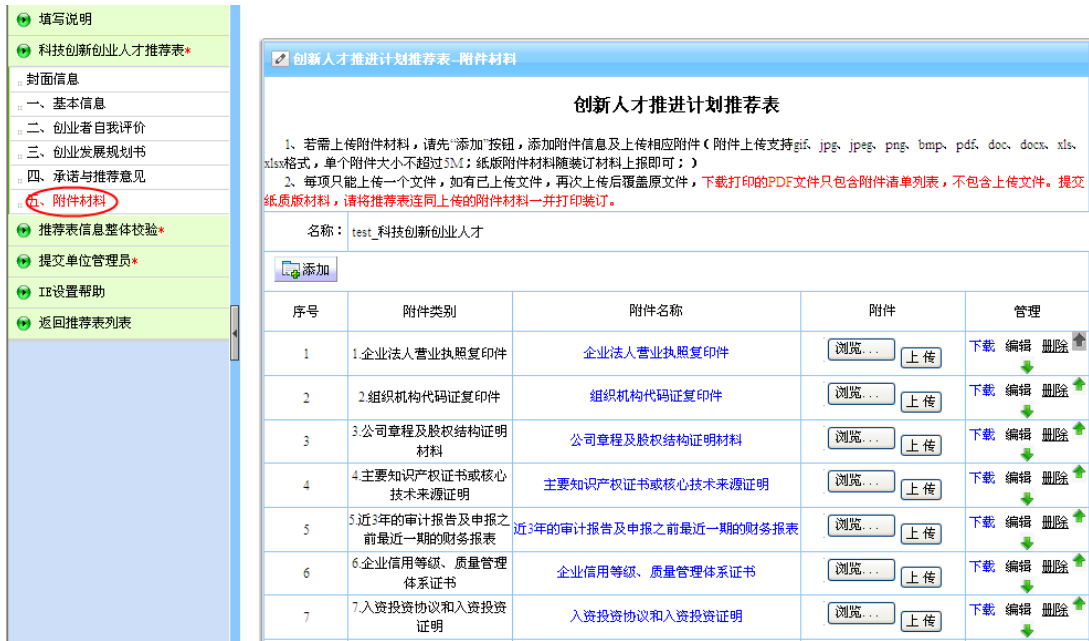 填写说明
科技创新创业人才推荐表*
封面信息
一、基本信息
二、创业者自我评价
三、创业发展规划书
四、承诺与推荐意见
五、附件材料
推荐表信息整体校验*
提交单位管理员*
IE设置帮助
返回推荐表列表
创新人才推进计划推荐表--附件材料
创新人才推进计划推荐表
1、若需上传附件材料，请先“添加”按钮，添加附件信息及上传相应附件（附件上传支持gif、jpg、jpeg、png、bmp、pdf、doc、docx、xls、
xlsx格式，单个附件大小不超过5M；纸版附件材料随装订材料上报即可；）
2、每项只能上传一个文件，如有已上传文件，再次上传后覆盖原文件，下载打印的PDF文件只包含附件清单列表，不包含上传文件。提交
纸质版材料，请将推荐表连同上传的附件材料一并打印装订。
名称： test_科技创新创业人才
添加
序号 附件类别 附件名称 附件 管理
1 1.企业法人营业执照复印件 企业法人营业执照复印件 浏览... 上传 下载 编辑 删除
2 2.组织机构代码证复印件 组织机构代码证复印件 浏览... 上传 下载 编辑 删除
3 3.公司章程及股权结构证明 公司章程及股权结构证明材料 浏览... 上传 下载 编辑 删除
材料
4 4.主要知识产权证书或核心 主要知识产权证书或核心技术来源证明 浏览... 上传 下载 编辑 删除
技术来源证明
5 5.近3年的审计报告及申报之 近3年的审计报告及申报之前最近一期的财务报表 浏览... 上传 下载 编辑 删除
前最近一期的财务报表
6 6.企业信用等级、质量管理 企业信用等级、质量管理体系证书 浏览... 上传 下载 编辑 删除
体系证书
7 7.入资投资协议和入资投资 入资投资协议和入资投资证明 浏览... 上传 下载 编辑 删除
证明